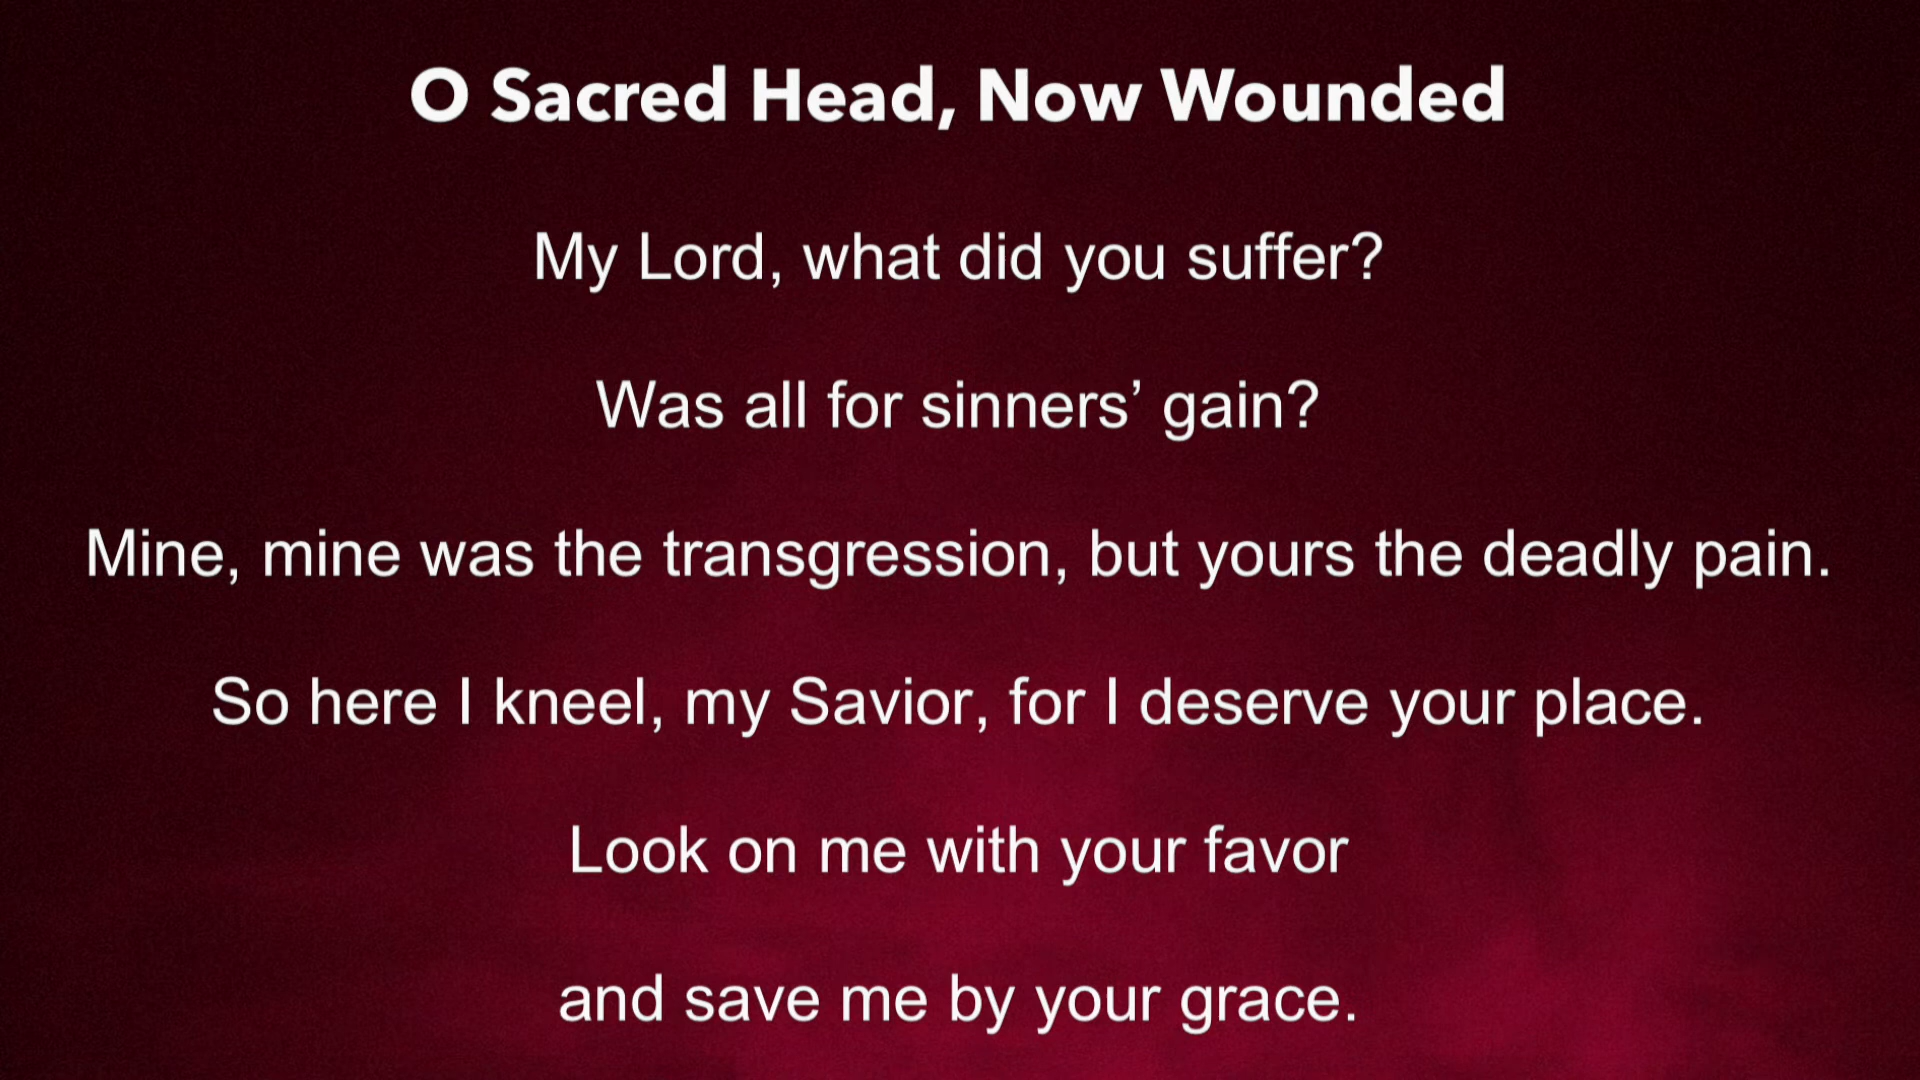 O Sacred Head, Now Wounded
My Lord, what did you suffer?
Was all for sinners’ gain?
Mine, mine was the transgression, but yours the deadly pain.
So here I kneel, my Savior, for I deserve your place.
Look on me with your favor
and save me by your grace.